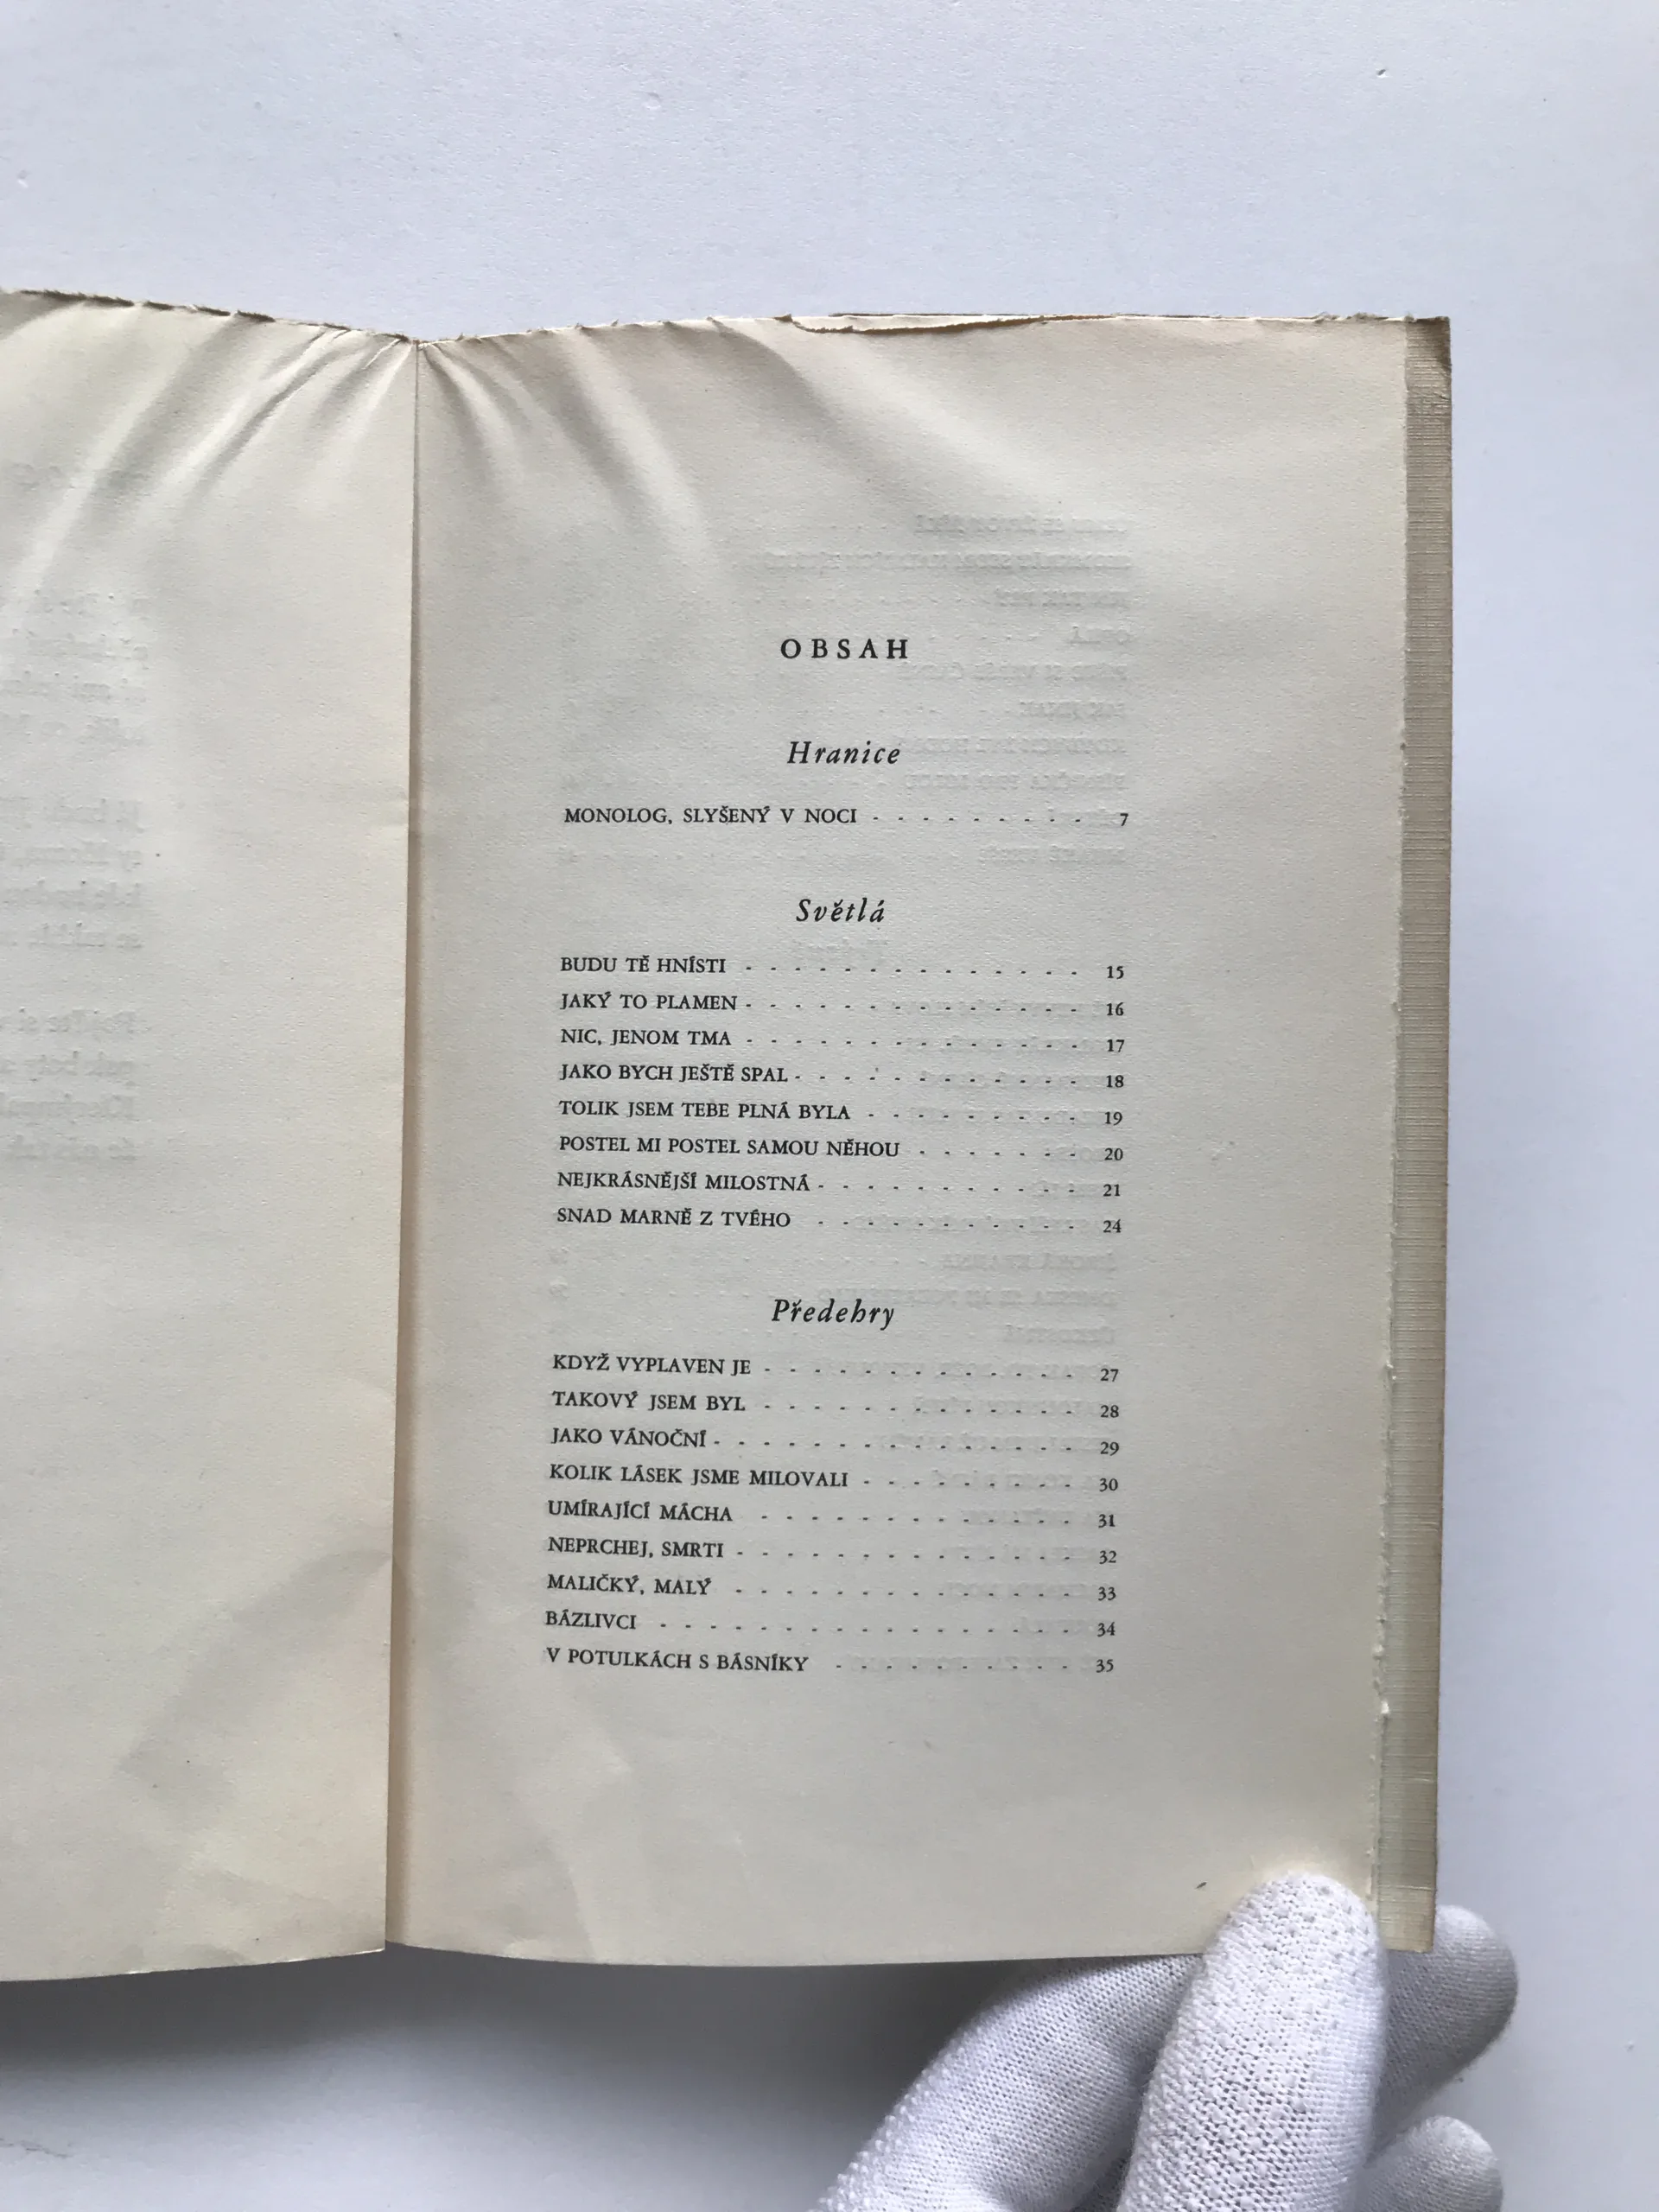 OBSAH
Hranice
MONOLOG, SLYŠENÝ V NOCI - - - - - - - - - 7
Světlá
BUDU TĚ HNÍSTI - - - - - - - - - - - - - - 15
JAKÝ TO PLAMEN - - - - - - - - - - - - - - 16
NIC, JENOM TMA - - - - - - - - - - - - - - 17
JAKO BYCH JEŠTĚ SPAL - - - - - - - - - - - - 18
TOLIK JSEM TEBE PLNÁ BYLA - - - - - - - - - 19
POSTEL MI POSTEL SAMOU NĚHOU - - - - - - - 20
NEJKRÁSNĚJŠÍ MILOSTNÁ - - - - - - - - - - - 21
SNAD MARNĚ Z TVÉHO - - - - - - - - - - - 24
Předehry
KDYŽ VYPLAVEN JE - - - - - - - - - - - - - 27
TAKOVÝ JSEM BYL - - - - - - - - - - - - - 28
JAKO VÁNOČNÍ - - - - - - - - - - - - - - - 29
KOLIK LÁSEK JSME MILOVALI - - - - - - - - - 30
UMÍRAJÍCÍ MÁCHA - - - - - - - - - - - - - 31
NEPRCHEJ, SMRTI - - - - - - - - - - - - - - 32
MALIČKÝ, MALÝ - - - - - - - - - - - - - - 33
BÁZLIVCI - - - - - - - - - - - - - - - - - 34
V POTULKÁCH S BÁSNÍKY - - - - - - - - - - 35